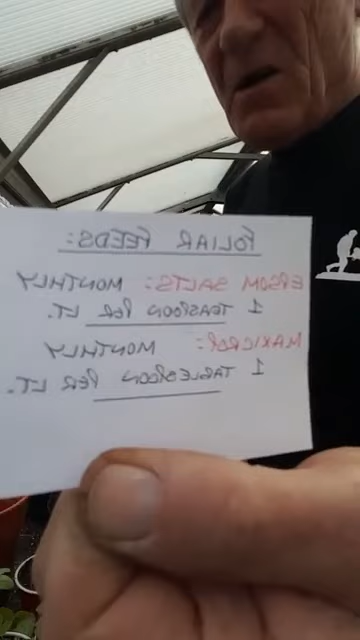 FOLIAR FEEDS:
EPSOM SALTS: MONTHLY
1 TEASPOON PER LT.
MAXICROP: MONTHLY
1 TABLESPOON PER LT.